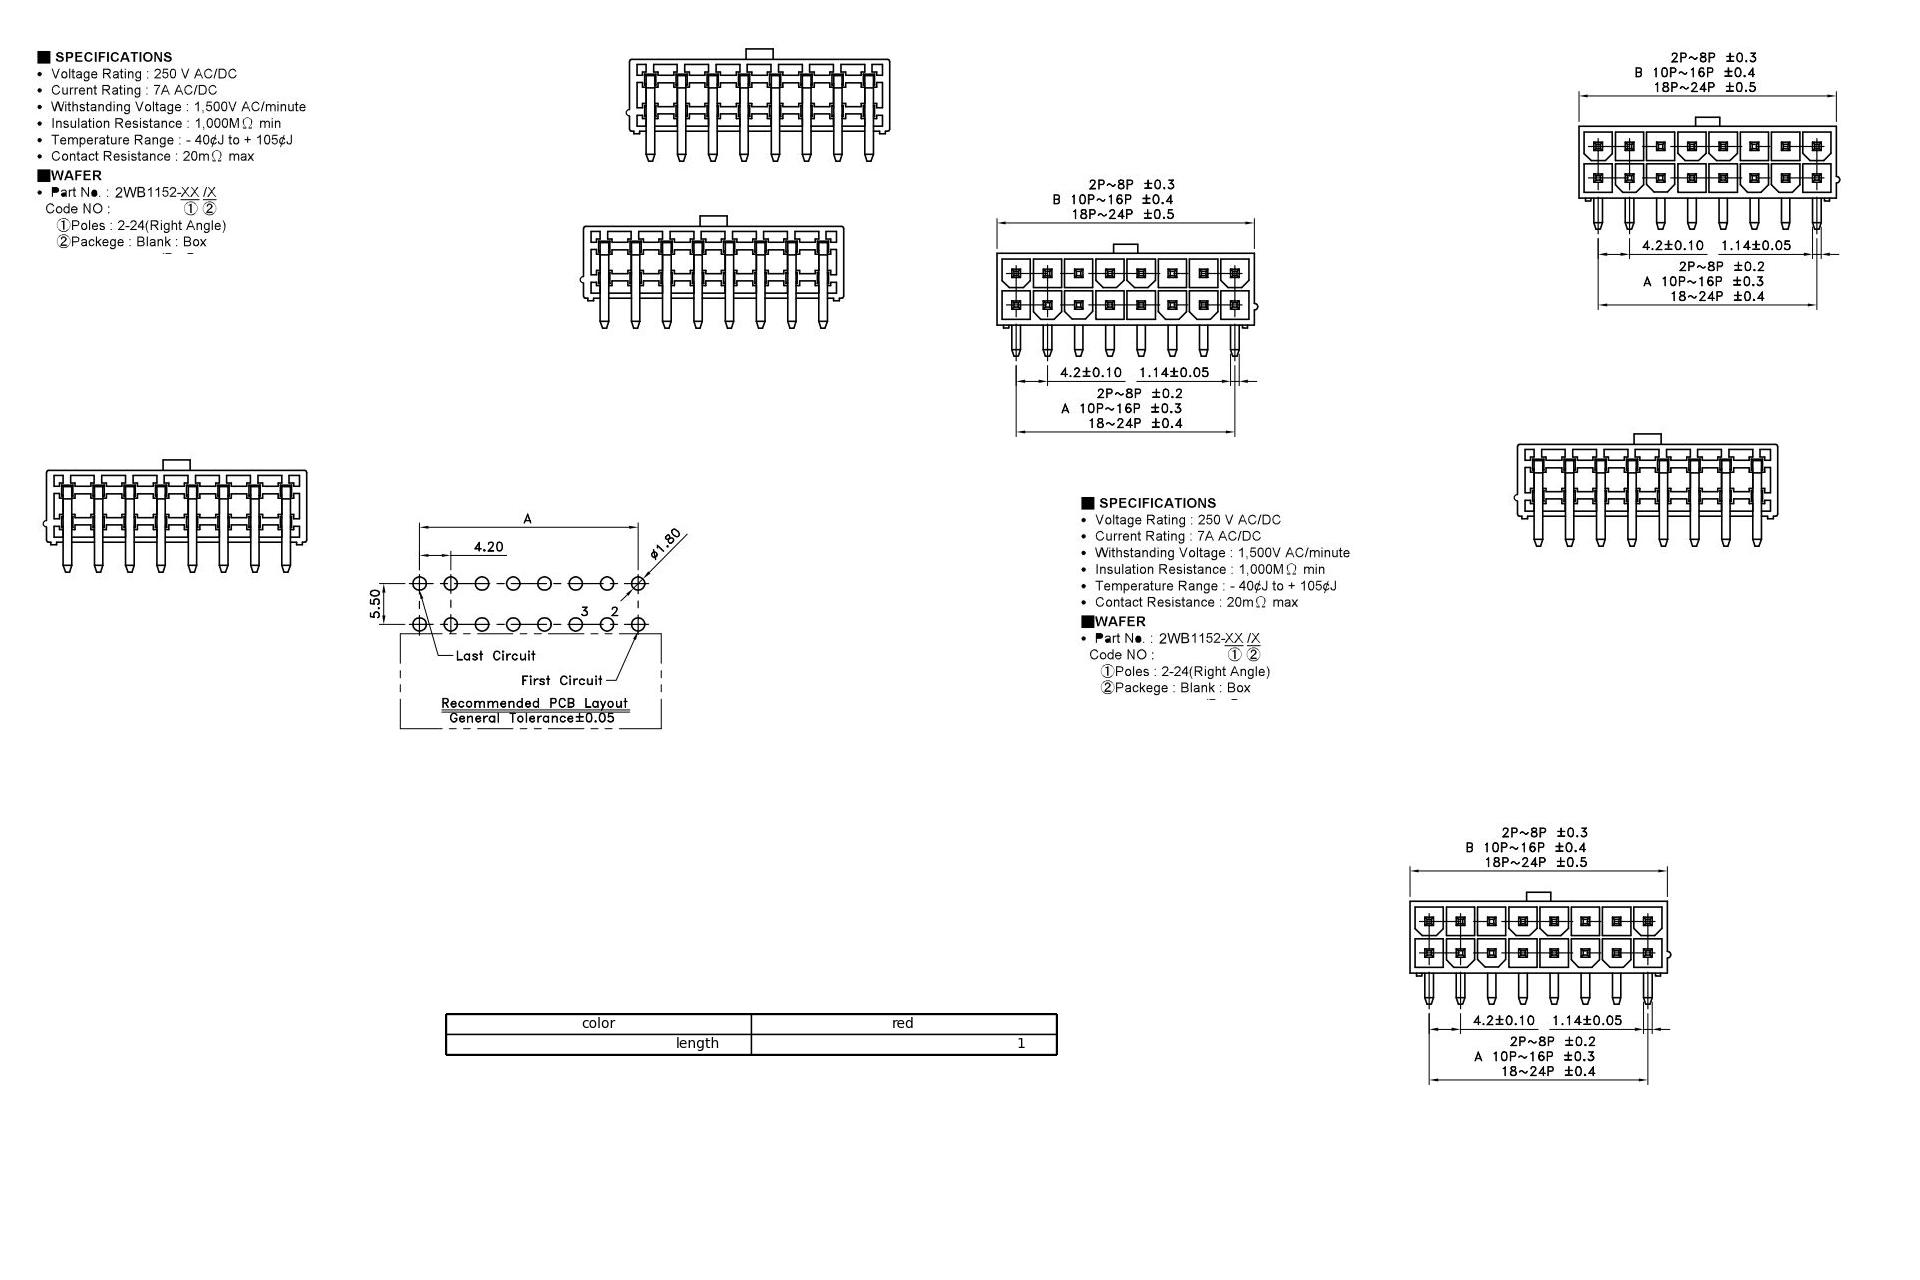 ■ SPECIFICATIONS
• Voltage Rating : 250 V AC/DC
• Current Rating : 7A AC/DC
• Withstanding Voltage : 1,500V AC/minute
• Insulation Resistance : 1,000MΩ min
• Temperature Range : - 40¢J to + 105¢J
• Contact Resistance : 20mΩ max
■WAFER
• Part No. : 2WB1152-XX /X
Code NO : ① ②
①Poles : 2-24(Right Angle)
②Packege : Blank : Box
2P~8P ±0.3
B 10P~16P ±0.4
18P~24P ±0.5
4.2±0.10 1.14±0.05
2P~8P ±0.2
A 10P~16P ±0.3
18~24P ±0.4
2P~8P ±0.3
B 10P~16P ±0.4
18P~24P ±0.5
4.2±0.10 1.14±0.05
2P~8P ±0.2
A 10P~16P ±0.3
18~24P ±0.4
A
4.20
ø1.80
5.50
3 2
Last Circuit
First Circuit
Recommended PCB Layout
General Tolerance±0.05
■ SPECIFICATIONS
• Voltage Rating : 250 V AC/DC
• Current Rating : 7A AC/DC
• Withstanding Voltage : 1,500V AC/minute
• Insulation Resistance : 1,000MΩ min
• Temperature Range : - 40¢J to + 105¢J
• Contact Resistance : 20mΩ max
■WAFER
• Part No. : 2WB1152-XX /X
Code NO : ① ②
①Poles : 2-24(Right Angle)
②Packege : Blank : Box
2P~8P ±0.3
B 10P~16P ±0.4
18P~24P ±0.5
4.2±0.10 1.14±0.05
2P~8P ±0.2
A 10P~16P ±0.3
18~24P ±0.4
color red
length 1